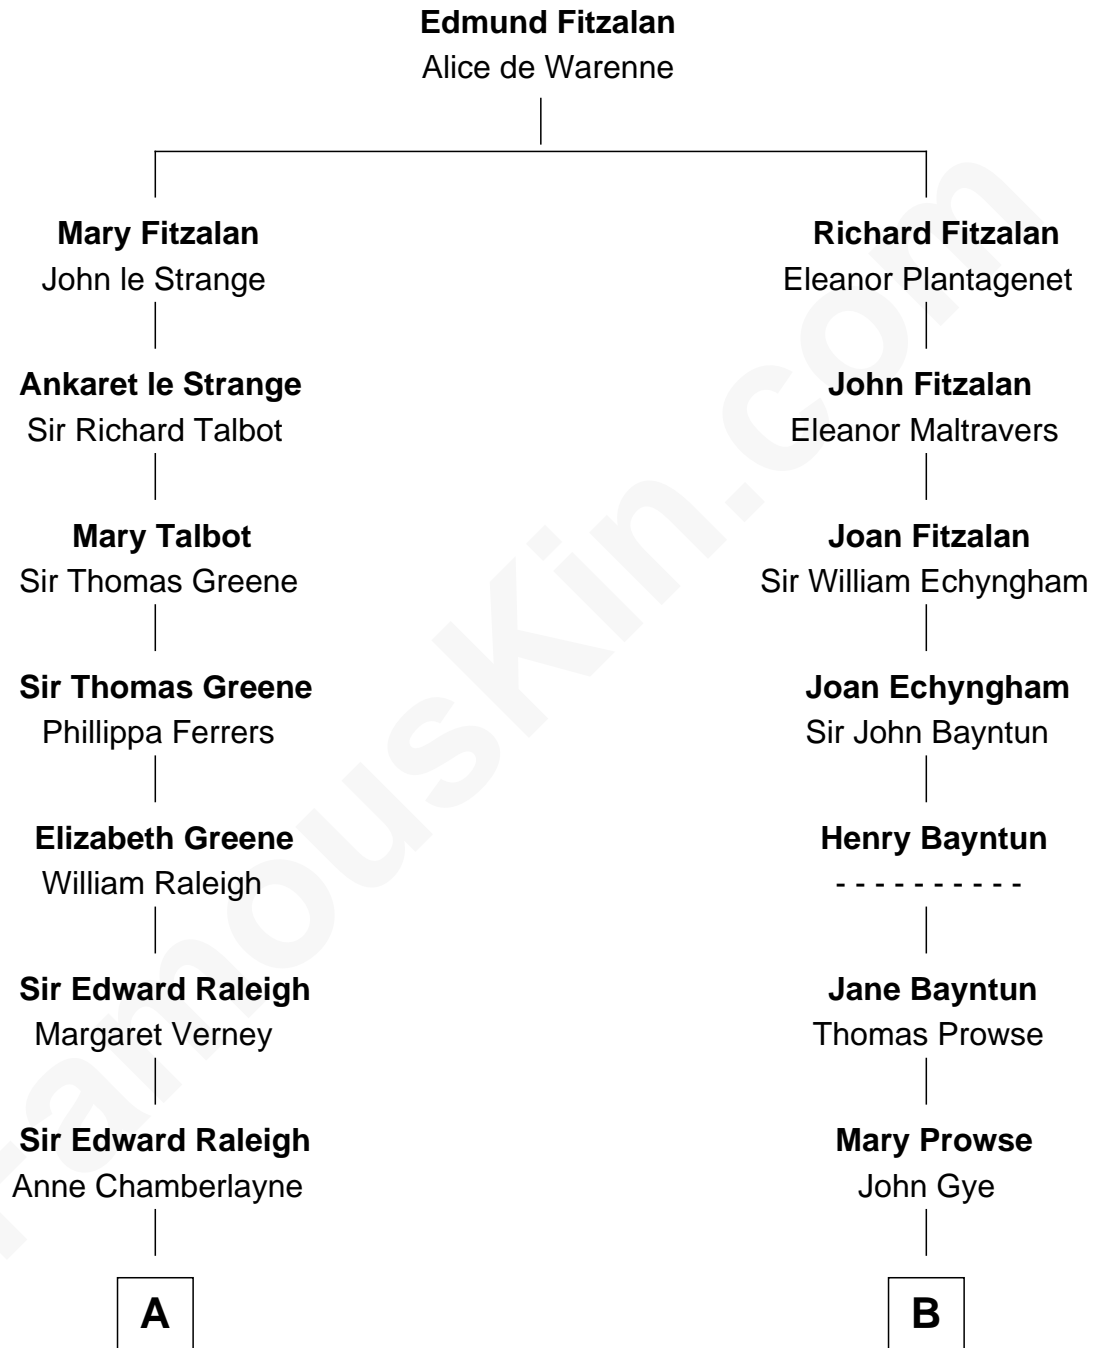 Edmund Fitzalan
Alice de Warenne
Mary Fitzalan
John le Strange
Richard Fitzalan
Eleanor Plantagenet
Ankaret le Strange
Sir Richard Talbot
John Fitzalan
Eleanor Maltravers
Mary Talbot
Sir Thomas Greene
Joan Fitzalan
Sir William Echyngham
Sir Thomas Greene
Phillippa Ferrers
Joan Echyngham
Sir John Bayntun
Elizabeth Greene
William Raleigh
Henry Bayntun
- - - - - - - - - -
Sir Edward Raleigh
Margaret Verney
Jane Bayntun
Thomas Prowse
Sir Edward Raleigh
Anne Chamberlayne
Mary Prowse
John Gye
A
B
FamousKin.com